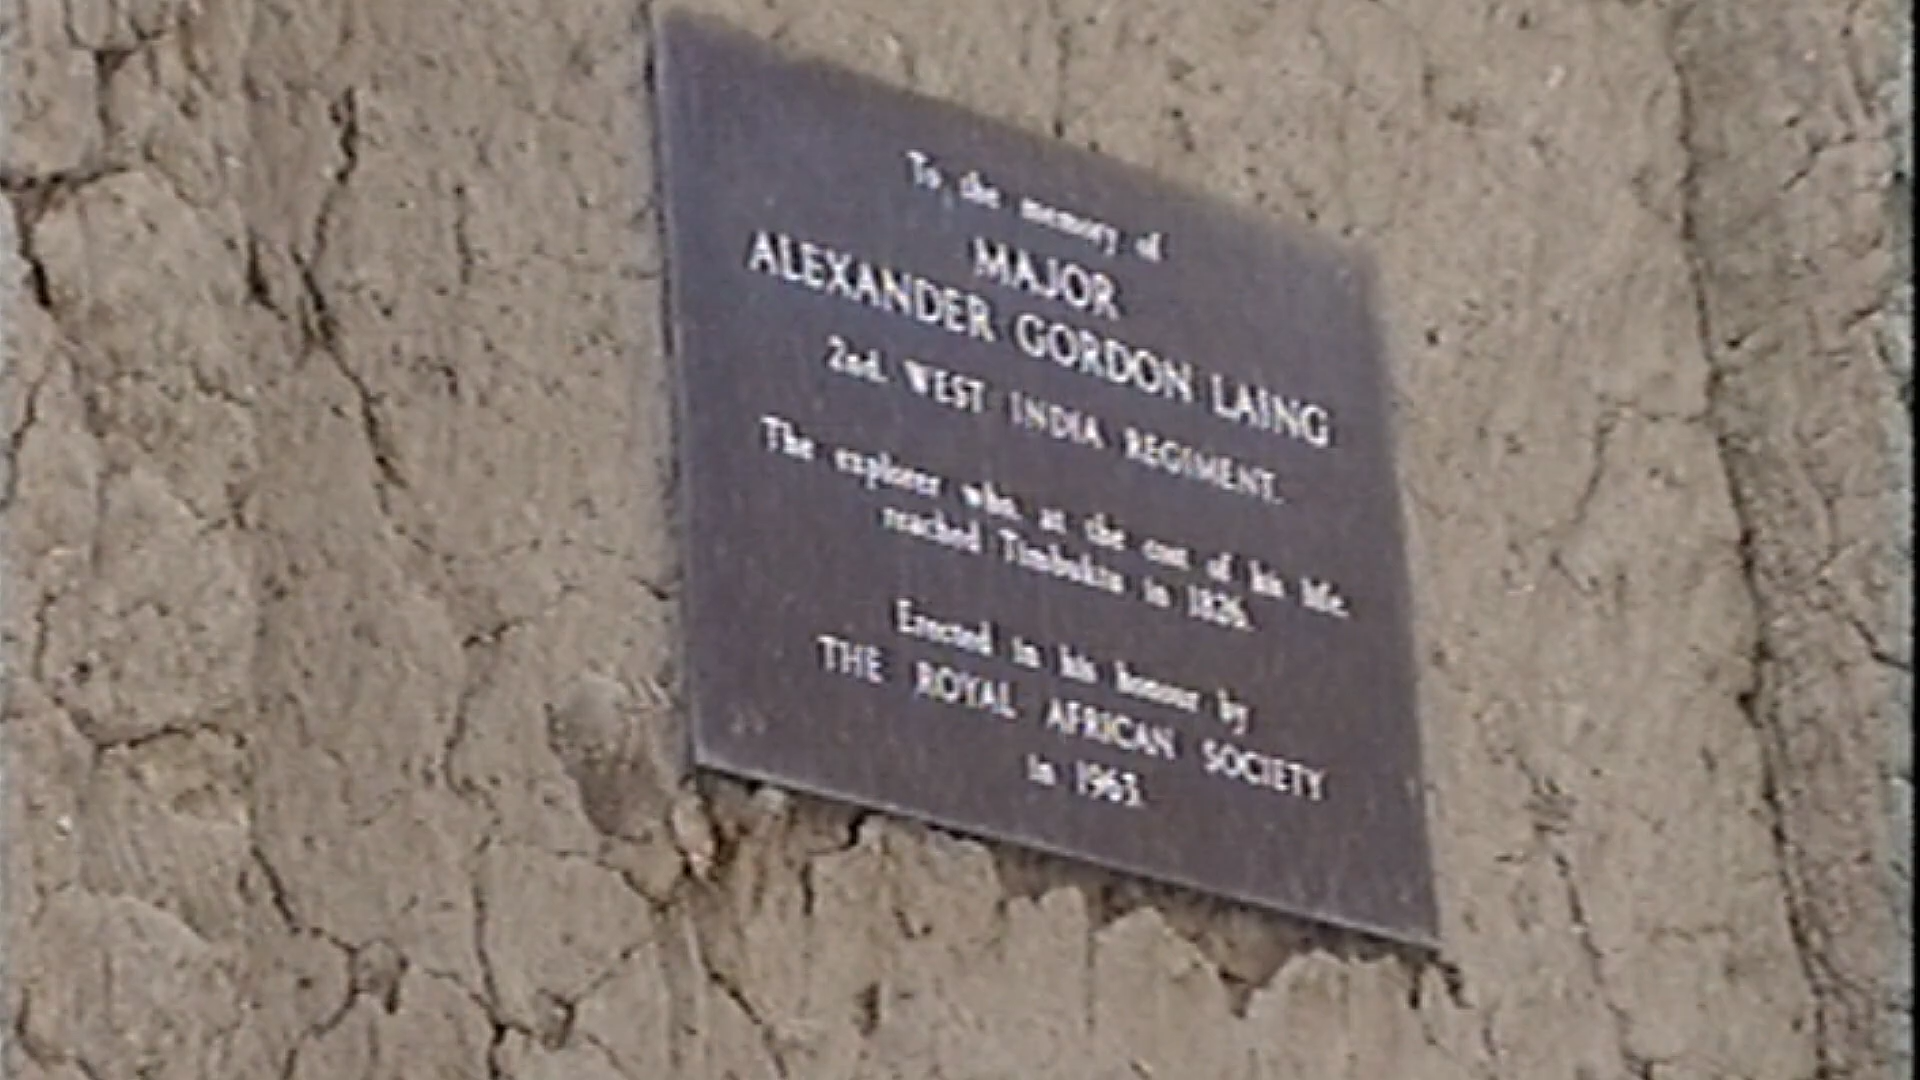 To the memory of
MAJOR
ALEXANDER GORDON LAING
2nd. WEST INDIA REGIMENT.
The explorer who, at the cost of his life,
reached Timbuktu in 1826.
Erected in his honour by
THE ROYAL AFRICAN SOCIETY
in 1963.